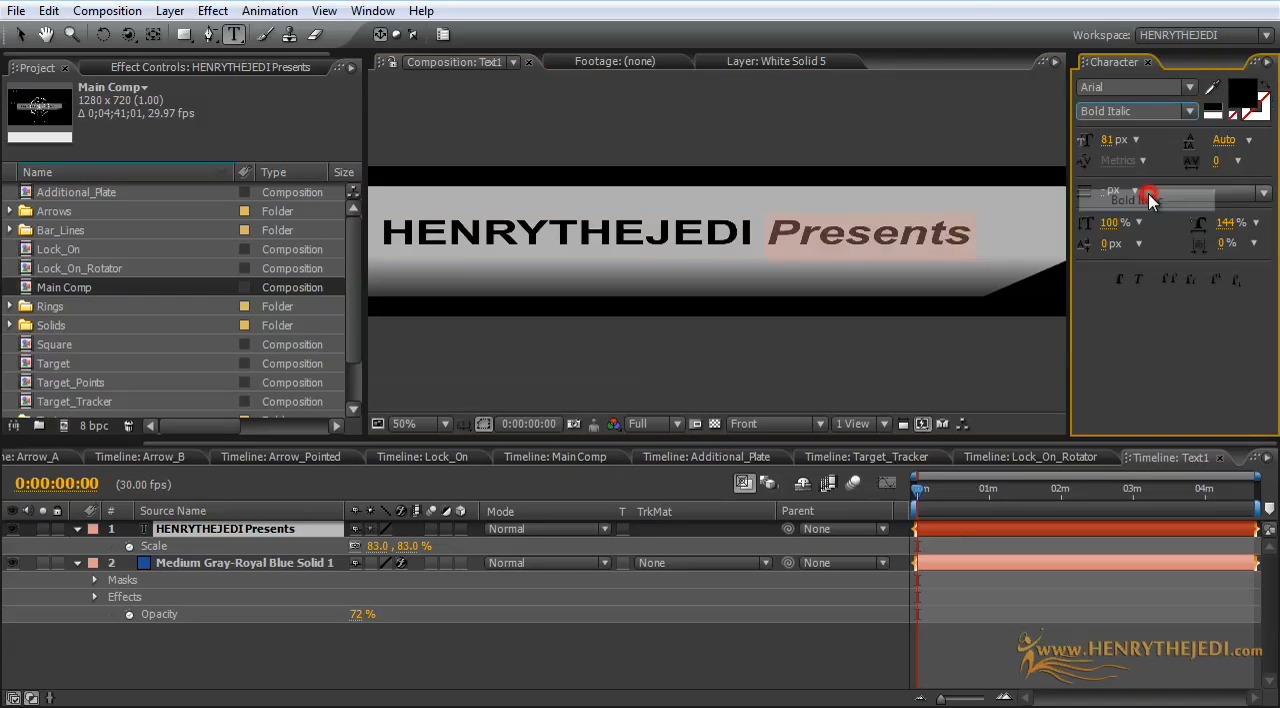 File Edit Composition Layer Effect Animation View Window Help
Workspace: HENRYTHEJEDI
Project Effect Controls: HENRYTHEJEDI Presents
Composition: Text1 Footage: (none) Layer: White Solid 5
Character
Main Comp
1280 x 720 (1.00)
Δ 0;04;41;01, 29.97 fps
Arial
Bold Italic
81 px Auto
Metrics 0
- px
100 % 144 %
0 px 0 %
Name Type Size
Additional_Plate Composition
Arrows Folder
Bar_Lines Folder
Lock_On Composition
Lock_On_Rotator Composition
Main Comp Composition
Rings Folder
Solids Folder
Square Composition
Target Composition
Target_Points Composition
Target_Tracker Composition
8 bpc
HENRYTHEJEDI Presents
50% 0:00:00:00 Full Front 1 View
ne: Arrow_A Timeline: Arrow_B Timeline: Arrow_Pointed Timeline: Lock_On Timeline: Main Comp Timeline: Additional_Plate Timeline: Target_Tracker Timeline: Lock_On_Rotator Timeline: Text1
0:00:00:00 (30.00 fps)
01m 02m 03m 04m
# Source Name Mode T TrkMat Parent
1 T HENRYTHEJEDI Presents Normal None
Scale 83.0, 83.0 %
2 Medium Gray-Royal Blue Solid 1 Normal None None
Masks
Effects
Opacity 72 %
www.HENRYTHEJEDI.com